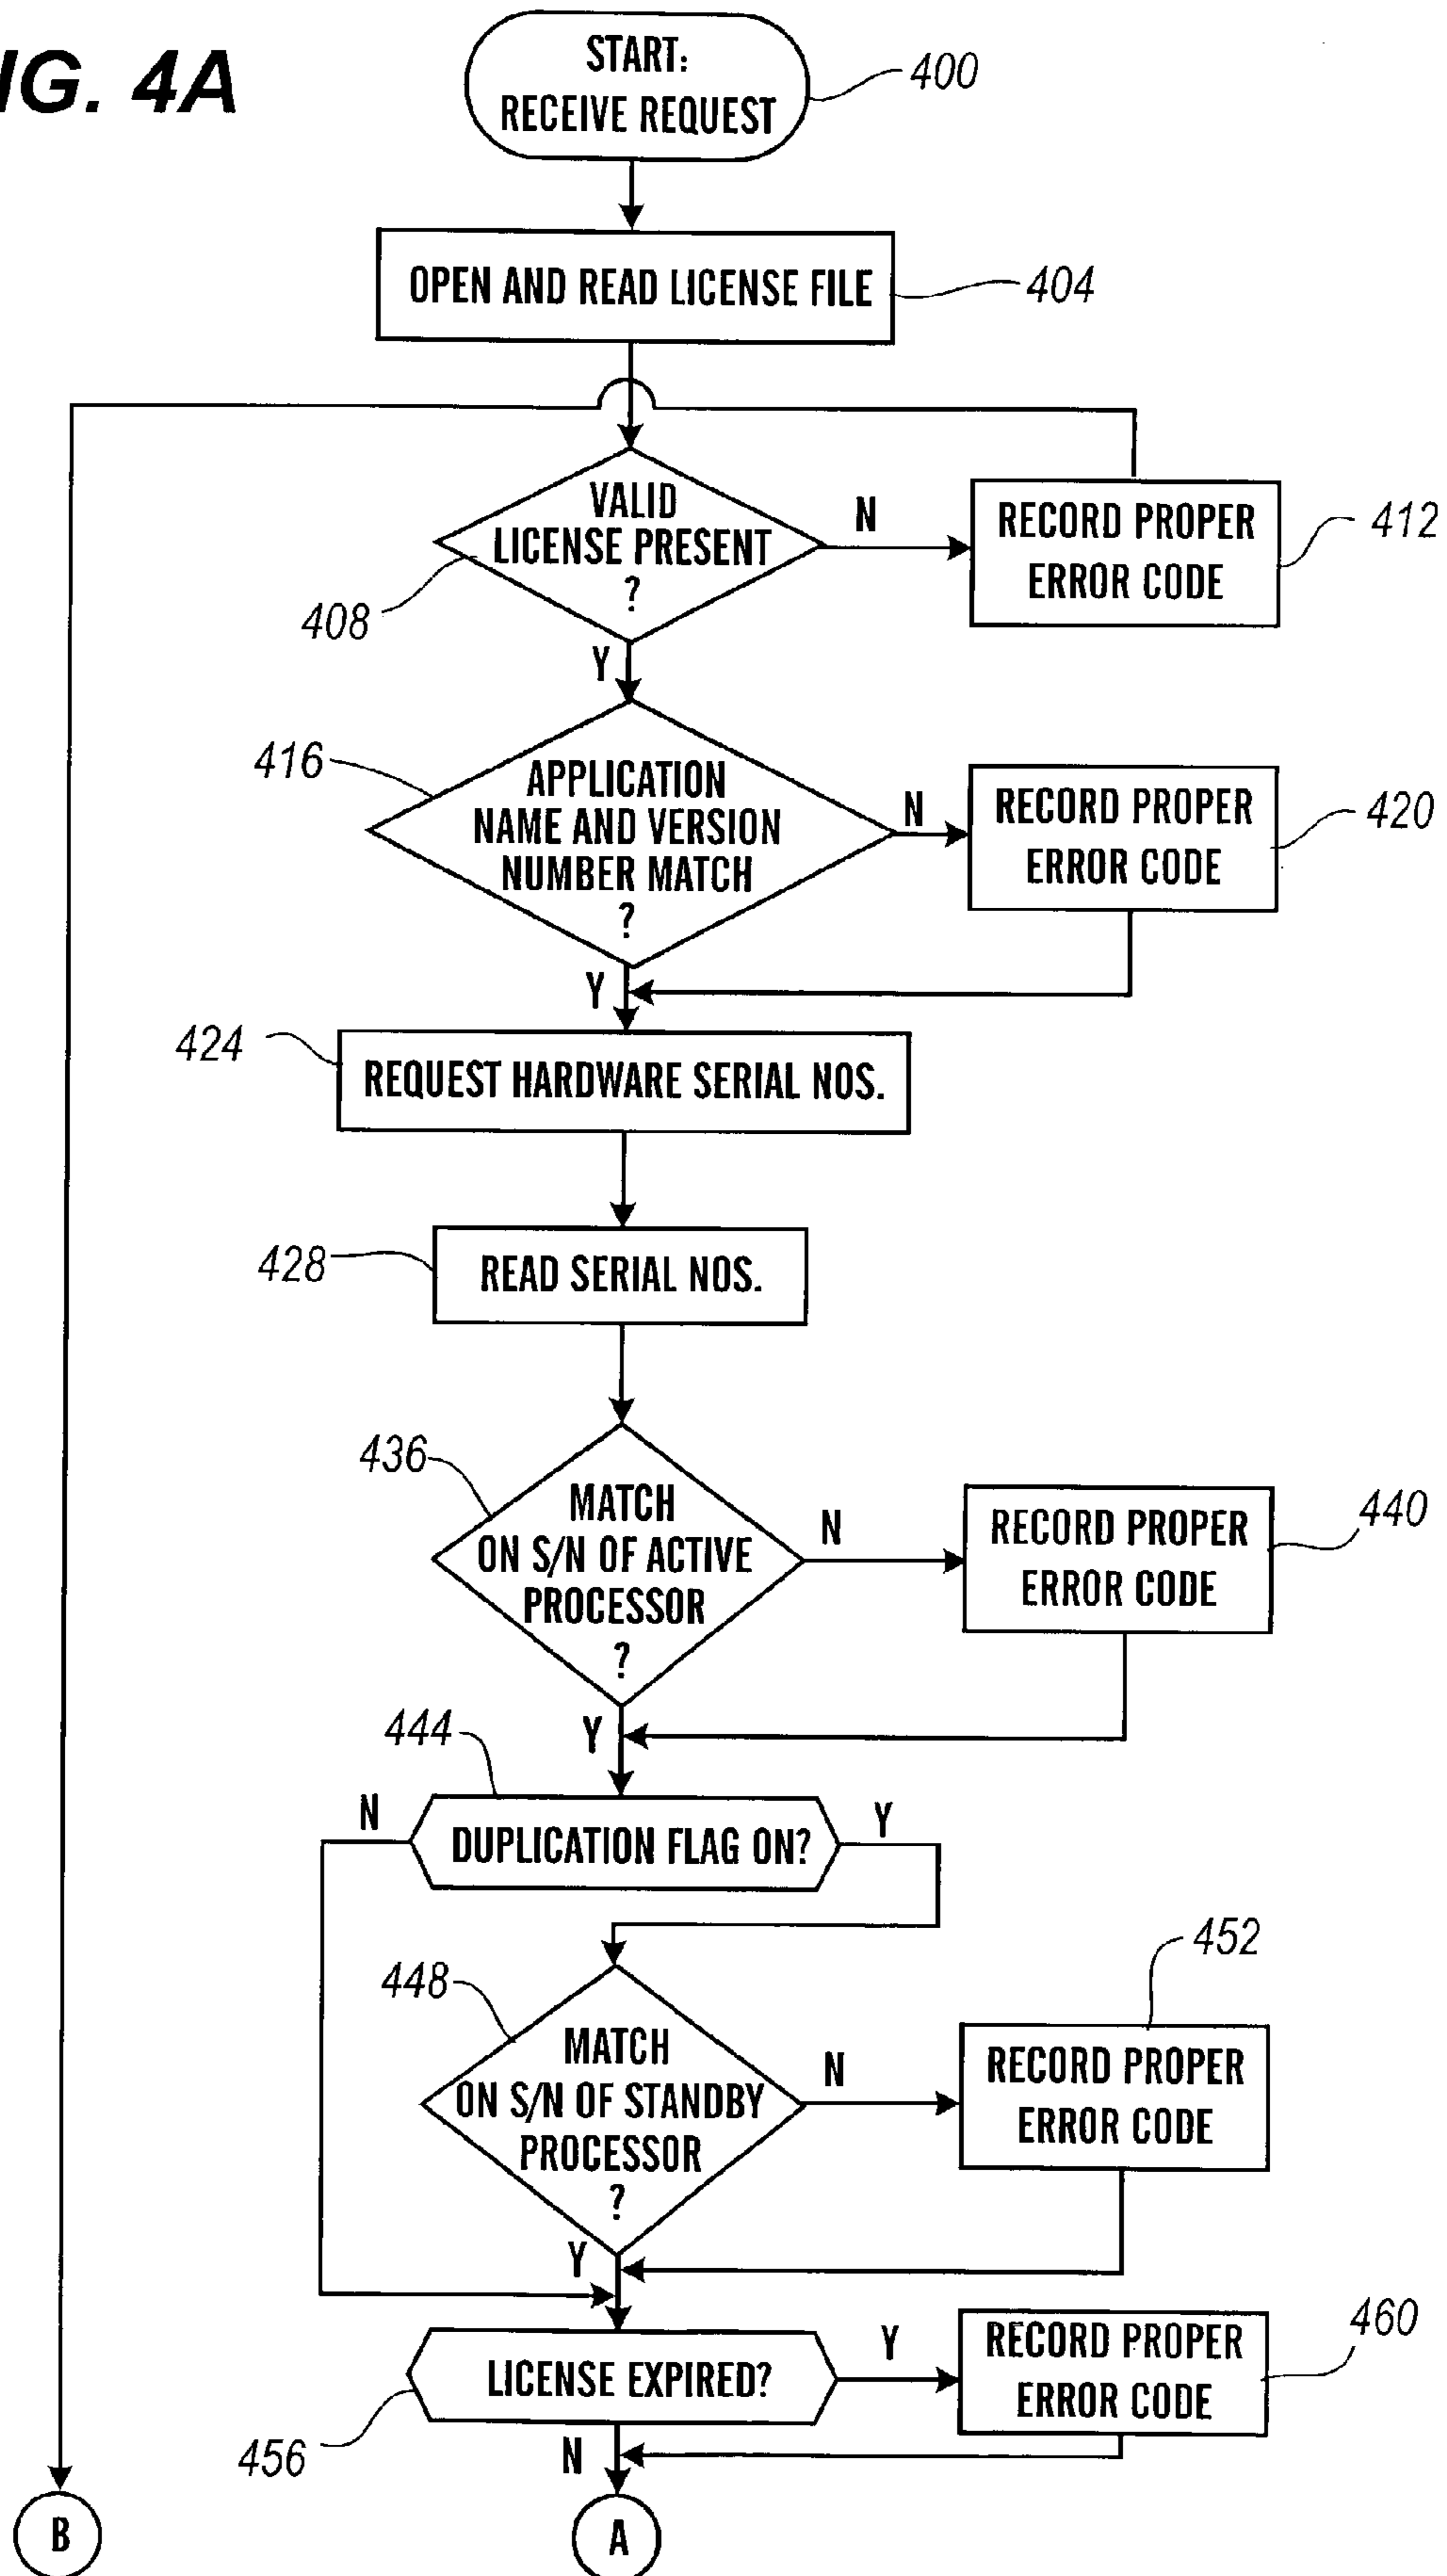 IG. 4A
START:
RECEIVE REQUEST
400
OPEN AND READ LICENSE FILE
404
VALID
LICENSE PRESENT
?
408
N
RECORD PROPER
ERROR CODE
412
Y
416
APPLICATION
NAME AND VERSION
NUMBER MATCH
?
N
RECORD PROPER
ERROR CODE
420
Y
424
REQUEST HARDWARE SERIAL NOS.
428
READ SERIAL NOS.
436
MATCH
ON S/N OF ACTIVE
PROCESSOR
?
N
RECORD PROPER
ERROR CODE
440
Y
444
N
DUPLICATION FLAG ON?
Y
448
MATCH
ON S/N OF STANDBY
PROCESSOR
?
N
452
RECORD PROPER
ERROR CODE
Y
LICENSE EXPIRED?
456
Y
RECORD PROPER
ERROR CODE
460
N
B
A